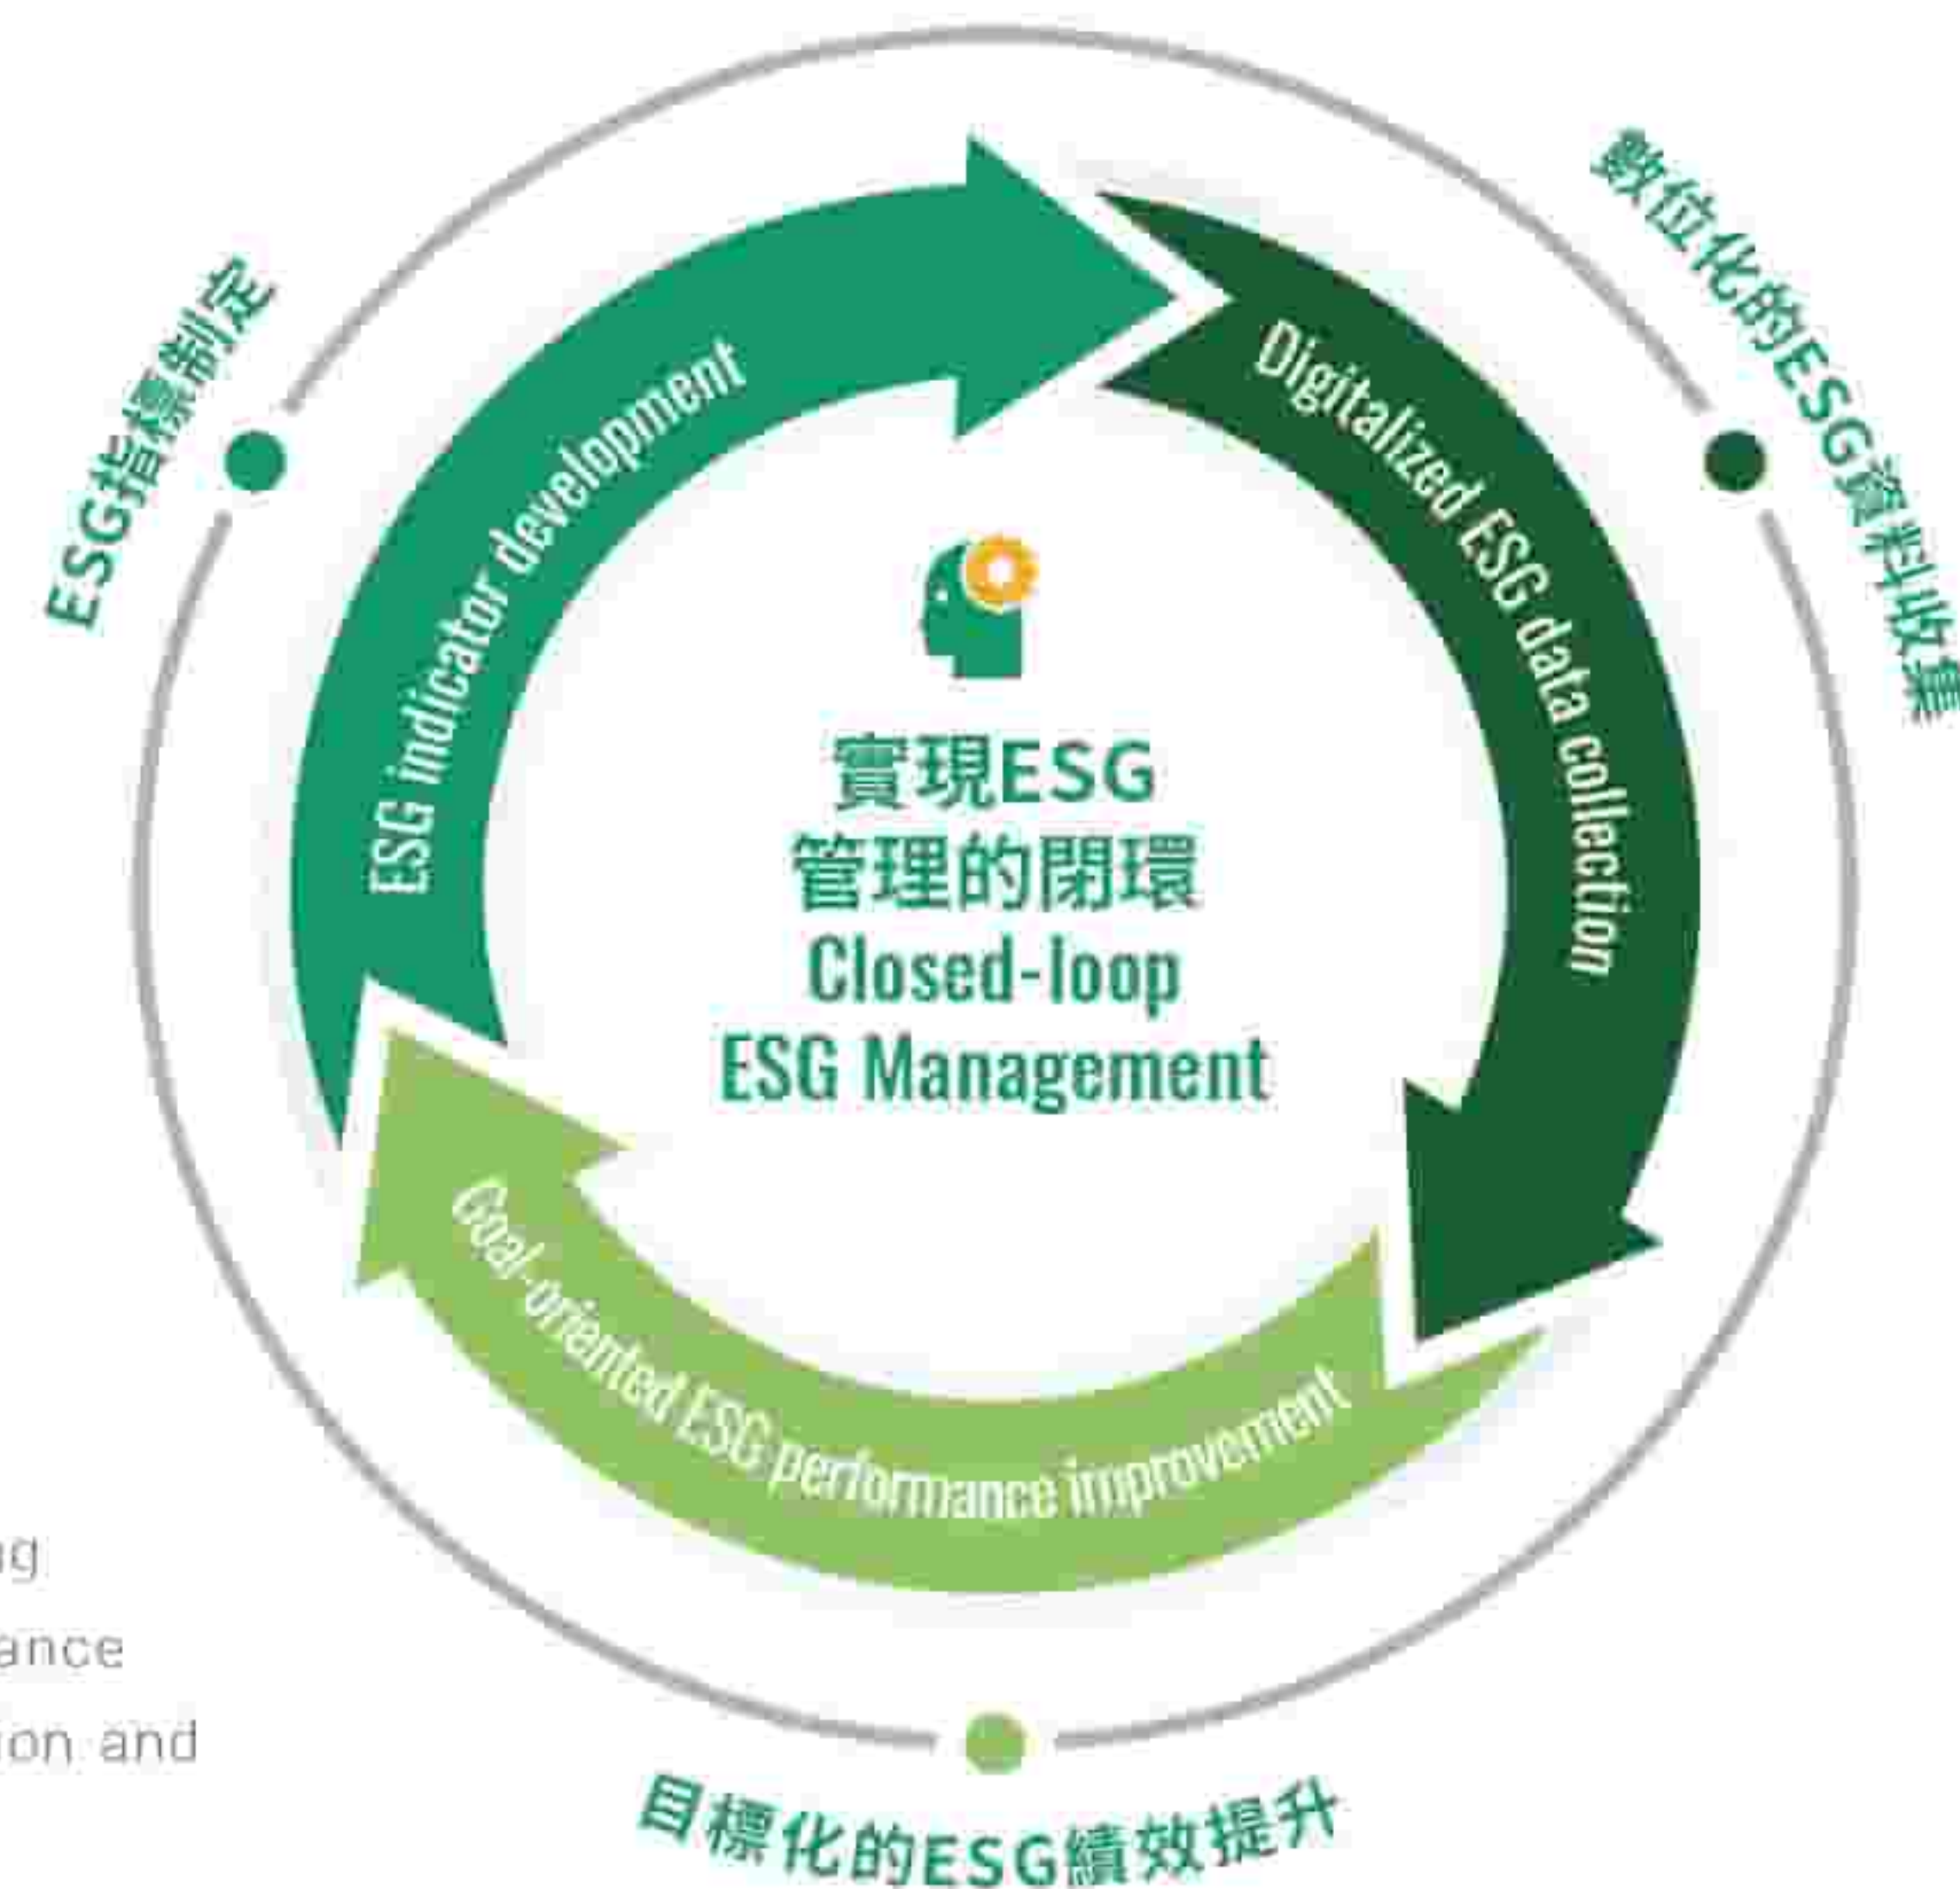 ESG指標制定
數位化的ESG資料收集
ESG indicator development
Digitalized ESG data collection
實現ESG
管理的閉環
Closed-loop
ESG Management
Goal-oriented ESG performance improvement
目標化的ESG績效提升
ng
ance
ion and